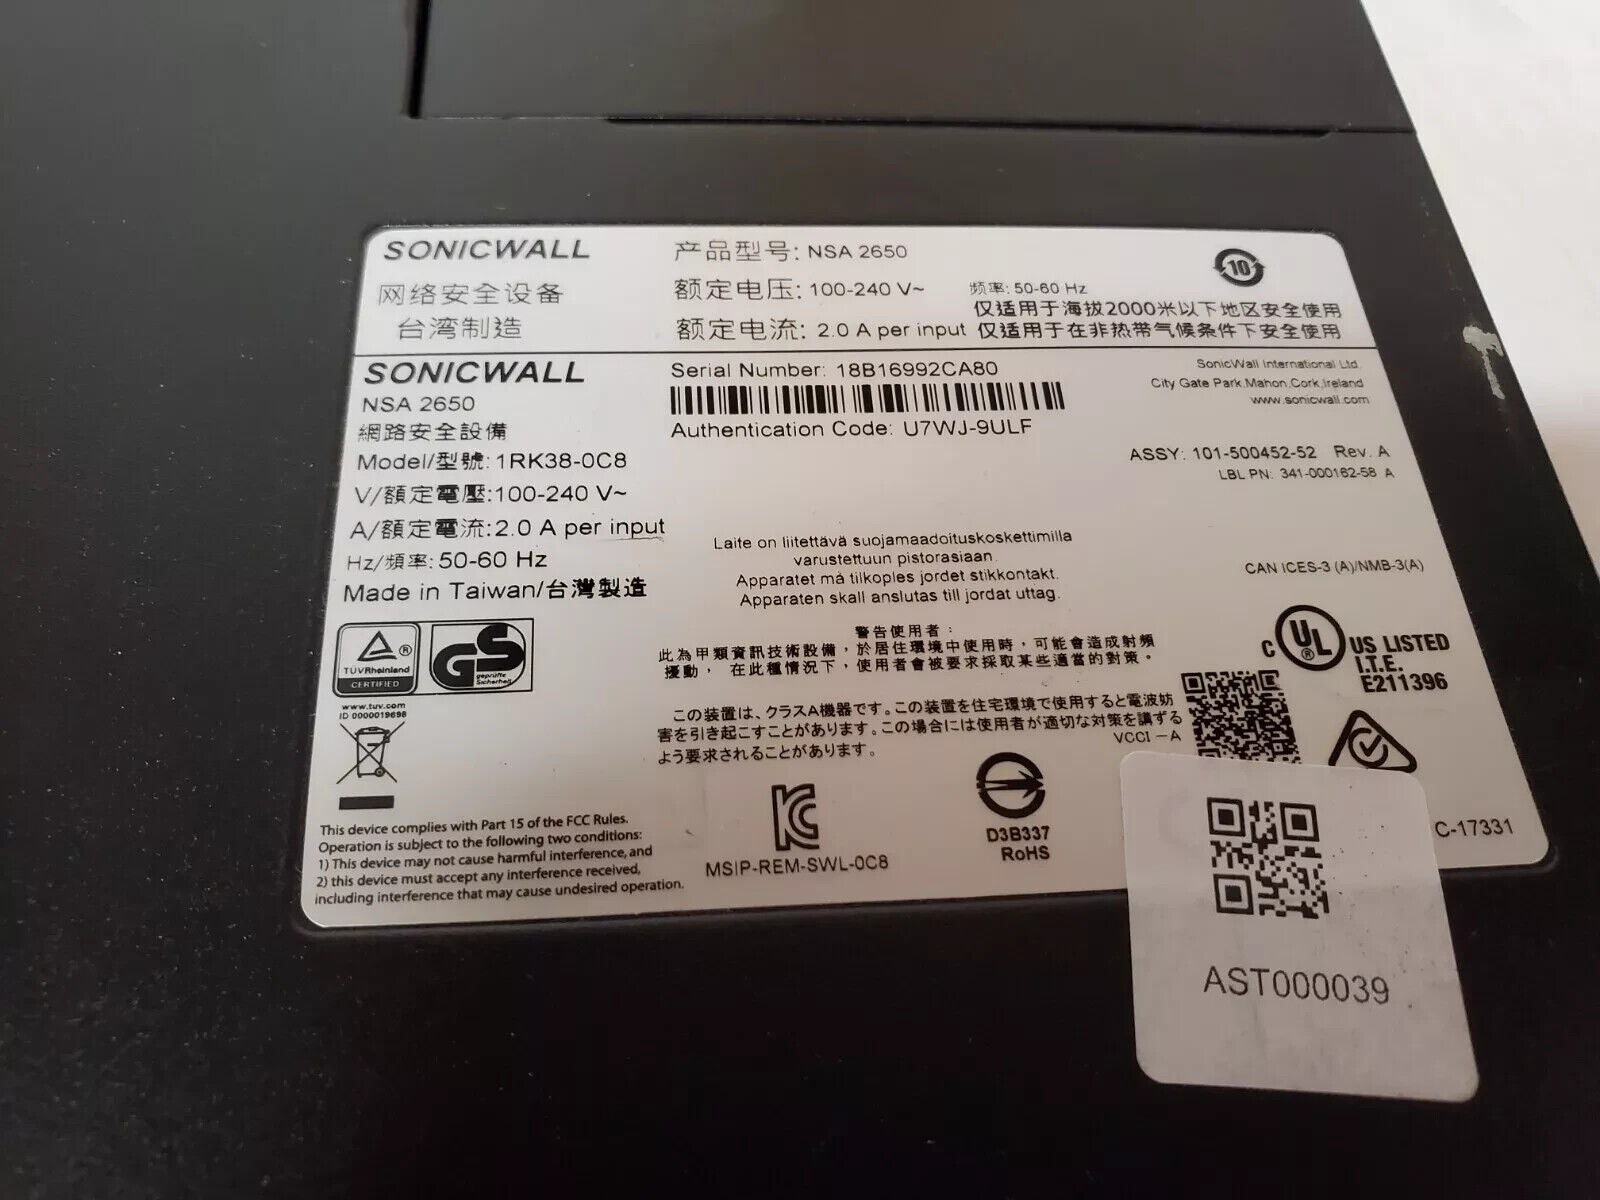 SONICWALL
网络安全设备
台湾制造
产品型号: NSA 2650
额定电压: 100-240 V~ 频率: 50-60 Hz
额定电流: 2.0 A per input
仅适用于海拔2000米以下地区安全使用
仅适用于在非热带气候条件下安全使用
10
SONICWALL
NSA 2650
網路安全設備
Model/型號: 1RK38-0C8
V/額定電壓:100-240 V~
A/額定電流:2.0 A per input
Hz/頻率: 50-60 Hz
Made in Taiwan/台灣製造
Serial Number: 18B16992CA80
Authentication Code: U7WJ-9ULF
SonicWall International Ltd.
City Gate Park,Mahon,Cork,Ireland
www.sonicwall.com
ASSY: 101-500452-52 Rev. A
LBL PN: 341-000162-58 A
Laite on liitettävä suojamaadoituskoskettimilla
varustettuun pistorasiaan.
Apparatet må tilkoples jordet stikkontakt.
Apparaten skall anslutas till jordat uttag.
CAN ICES-3 (A)/NMB-3(A)
警告使用者：
此為甲類資訊技術設備，於居住環境中使用時，可能會造成射頻
擾動，在此種情況下，使用者會被要求採取某些適當的對策。
この装置は、クラスA機器です。この装置を住宅環境で使用すると電波妨
害を引き起こすことがあります。この場合には使用者が適切な対策を講ずる
よう要求されることがあります。
VCCI－A
C UL ® US LISTED
I.T.E.
E211396
TÜVRheinland ®
CERTIFIED
www.tuv.com
ID 0000019698
GS
geprüfte
Sicherheit
This device complies with Part 15 of the FCC Rules.
Operation is subject to the following two conditions:
1) This device may not cause harmful interference, and
2) this device must accept any interference received,
including interference that may cause undesired operation.
MSIP-REM-SWL-0C8
D3B337
RoHS
C-17331
AST000039